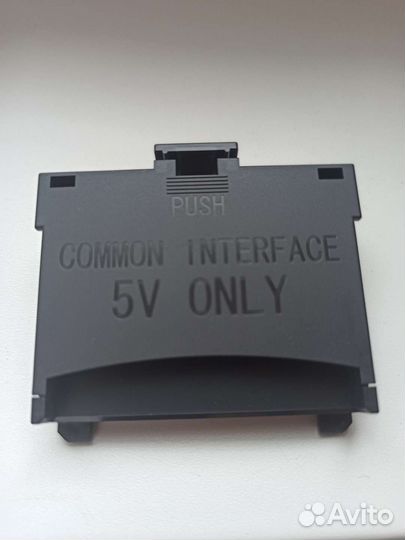 PUSH
COMMON INTERFACE
5V ONLY
Avito